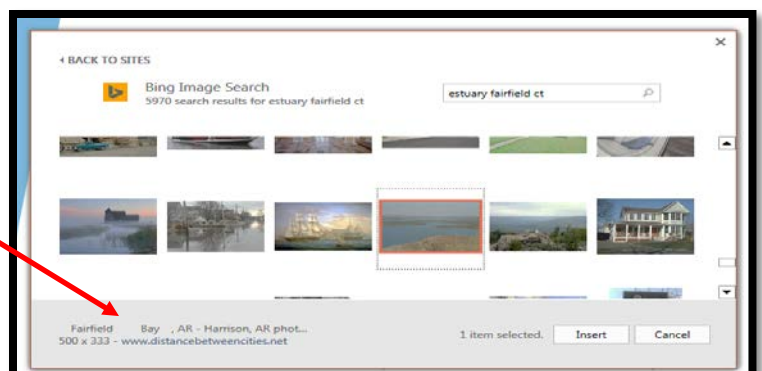 BACK TO SITES
Bing Image Search
5970 search results for estuary fairfield ct
estuary fairfield ct
Fairfield Bay , AR - Harrison, AR phot...
500 x 333 - www.distancebetweencities.net
1 item selected.
Insert
Cancel